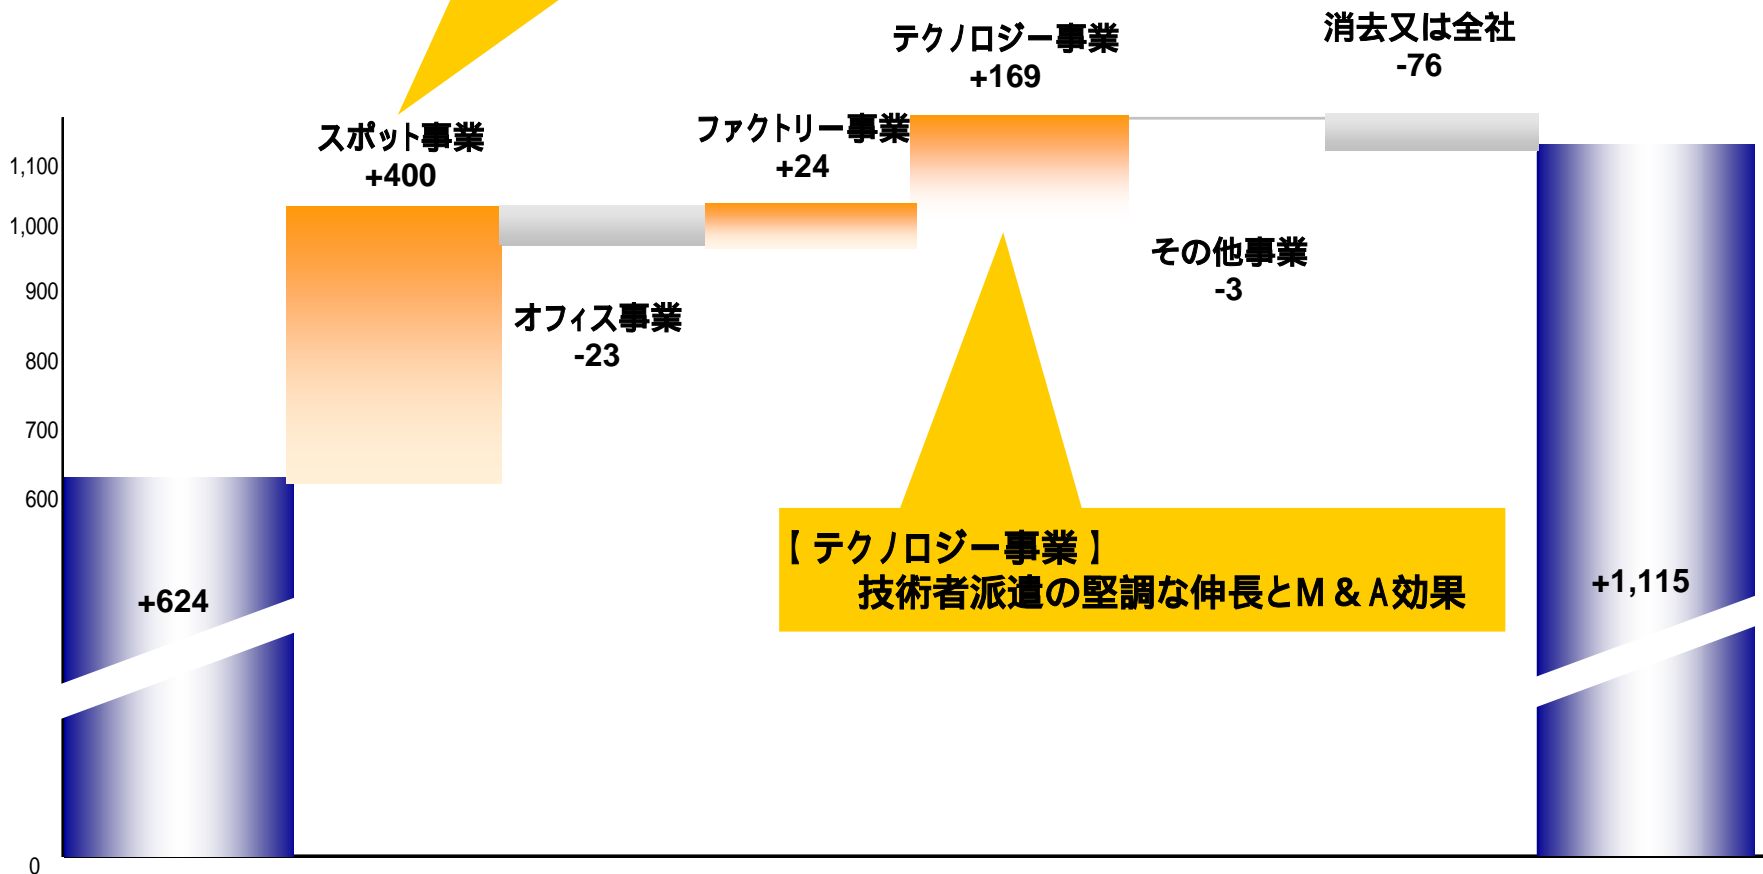 テクノロジー事業
+169
消去又は全社
-76
スポット事業
+400
ファクトリー事業
+24
オフィス事業
-23
その他事業
-3
1,100
1,000
900
800
700
600
0
+624
【テクノロジー事業】
技術者派遣の堅調な伸長とM&A効果
+1,115